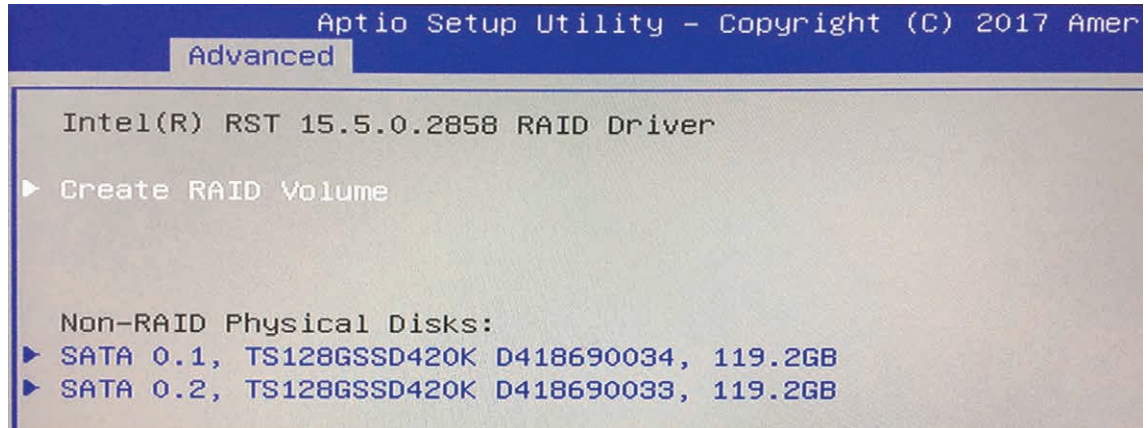 Aptio Setup Utility – Copyright (C) 2017 Amer
Advanced
Intel(R) RST 15.5.0.2858 RAID Driver
Create RAID Volume
Non-RAID Physical Disks:
SATA 0.1, TS128GSSD420K D418690034, 119.2GB
SATA 0.2, TS128GSSD420K D418690033, 119.2GB